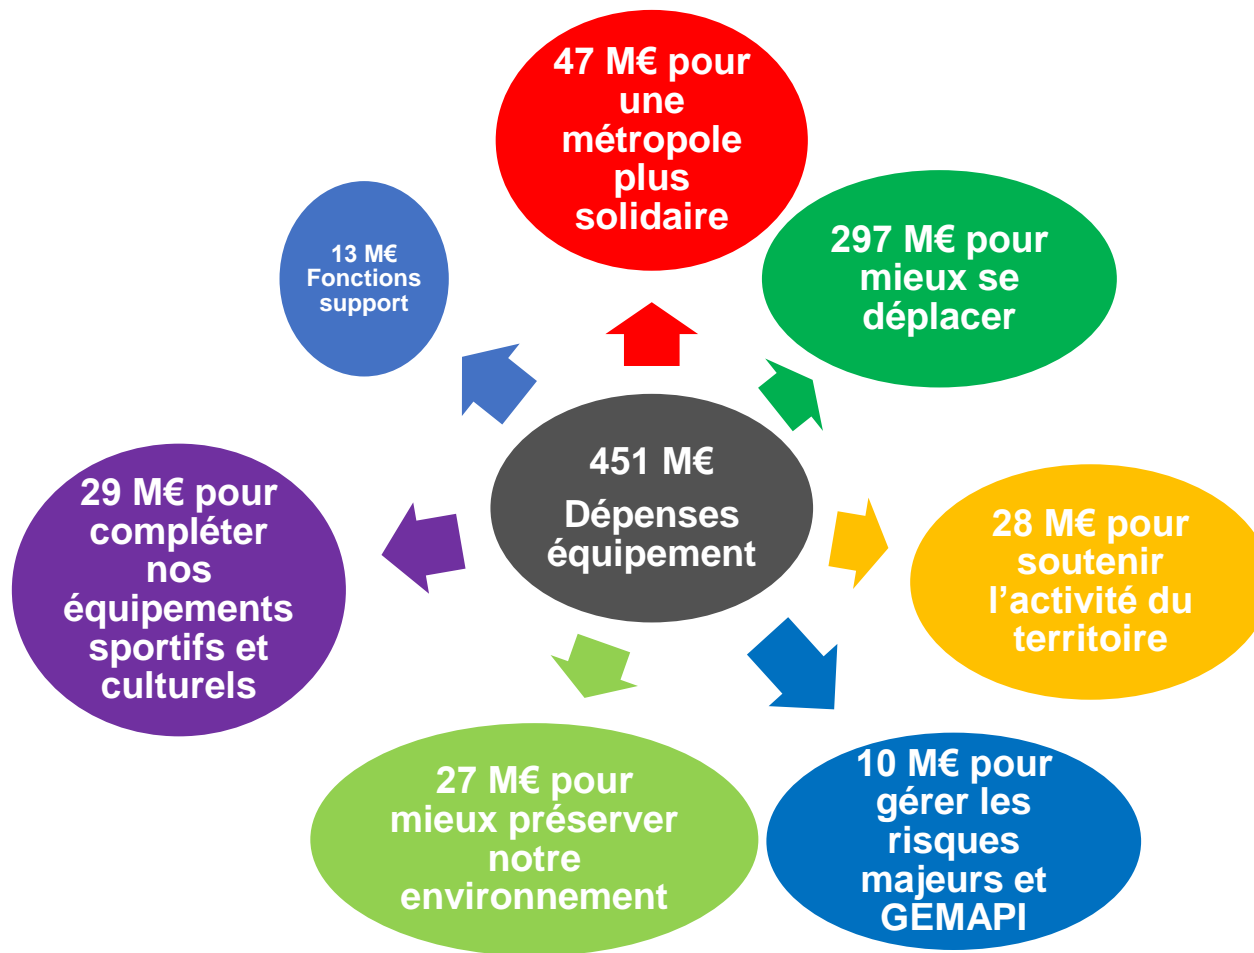 47 M€ pour
une
métropole
plus
solidaire
297 M€ pour
mieux se
déplacer
13 M€
Fonctions
support
451 M€
Dépenses
équipement
29 M€ pour
compléter
nos
équipements
sportifs et
culturels
28 M€ pour
soutenir
l’activité du
territoire
27 M€ pour
mieux préserver
notre
environnement
10 M€ pour
gérer les
risques
majeurs et
GEMAPI